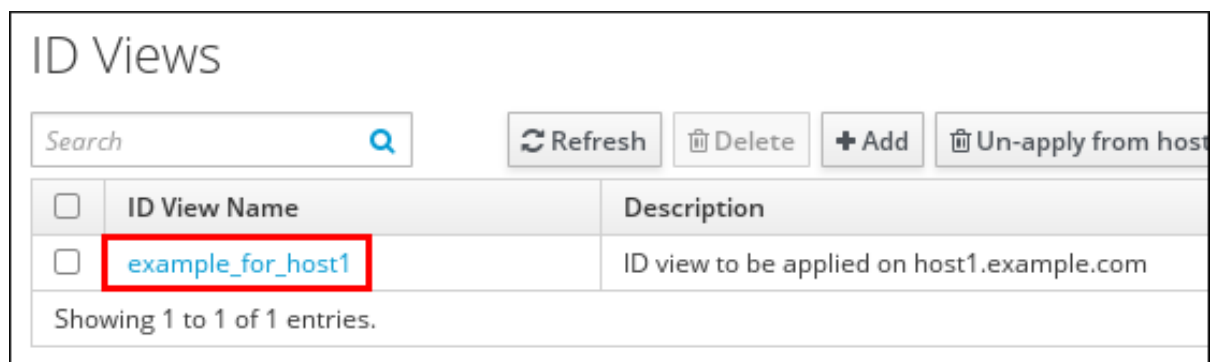 ID Views
Search Refresh Delete Add Un-apply from host
ID View Name Description
example_for_host1 ID view to be applied on host1.example.com
Showing 1 to 1 of 1 entries.